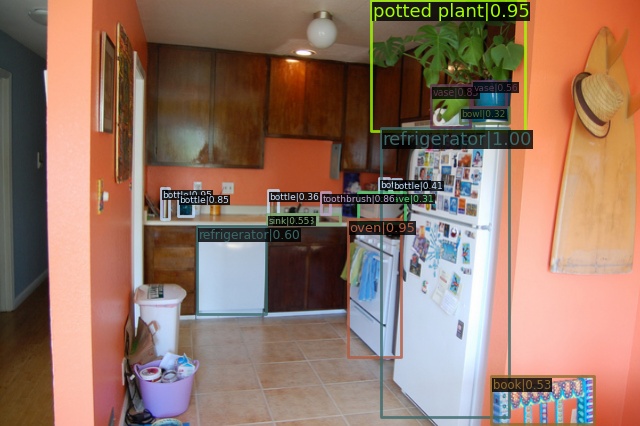 potted plant|0.95
vase|0.83
vase|0.56
bowl|0.32
refrigerator|1.00
bottle|0.95
bottle|0.85
bottle|0.36
toothbrush|0.86
bottle|0.41
sink|0.55
refrigerator|0.60
oven|0.95
book|0.53